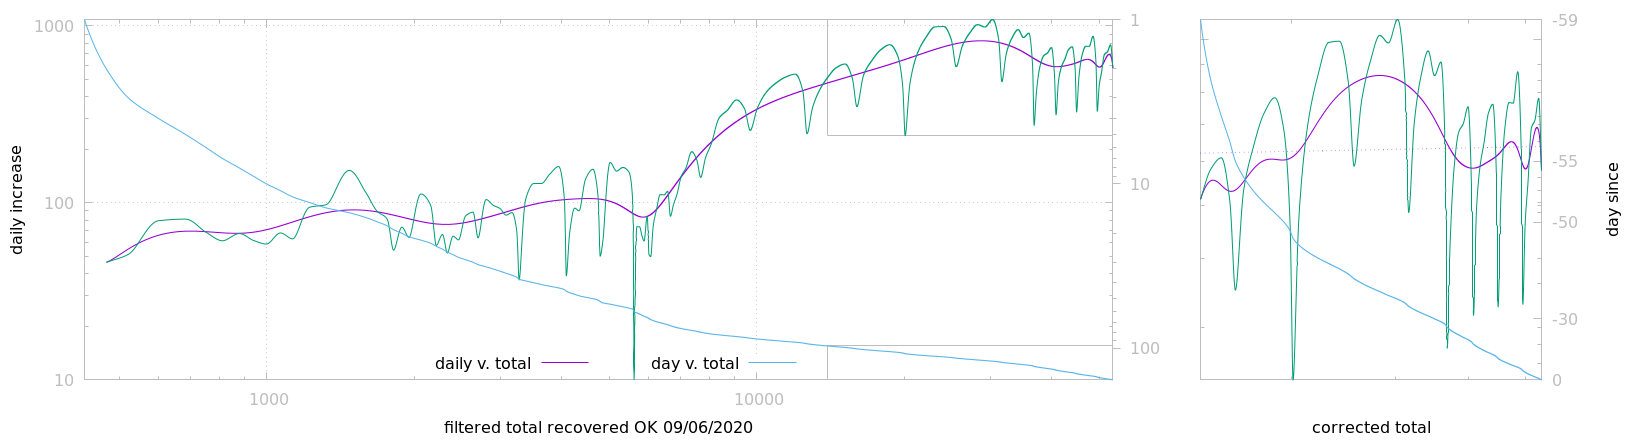 1000
100
10
daily increase
1000
10000
filtered total recovered OK 09/06/2020
daily v. total
day v. total
1
10
100
-59
-55
-50
-30
0
day since
corrected total